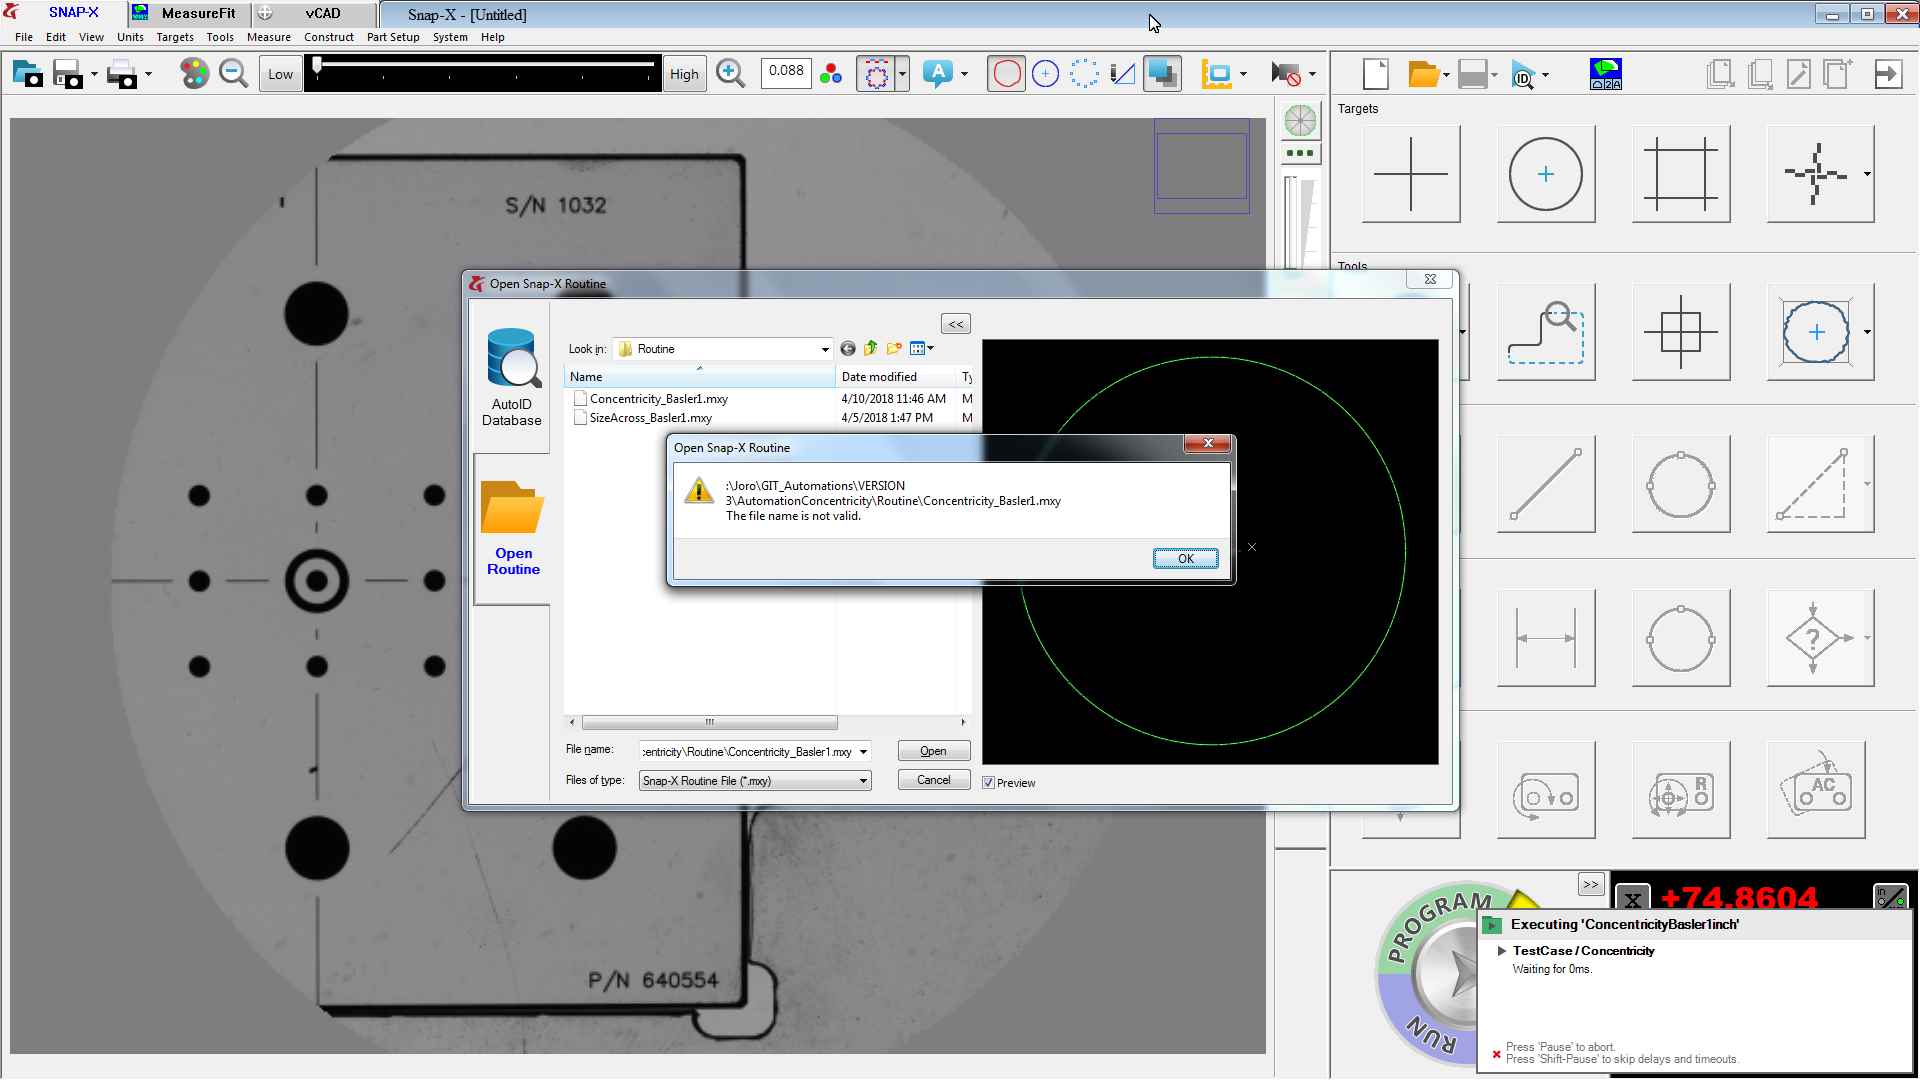 SNAP-X
MeasureFit
vCAD
Snap-X - [Untitled]
File Edit View Units Targets Tools Measure Construct Part Setup System Help
Low
High
0.088
A
ID
Targets
S/N 1032
Tools
Open Snap-X Routine
<<
AutoID
Database
Look in: Routine
Name Date modified Ty
Concentricity_Basler1.mxy 4/10/2018 11:46 AM M
SizeAcross_Basler1.mxy 4/5/2018 1:47 PM M
Open Snap-X Routine
:\Joro\GIT_Automations\VERSION
3\AutomationConcentricity\Routine\Concentricity_Basler1.mxy
The file name is not valid.
OK
Open
Routine
?
File name: :entricity\Routine\Concentricity_Basler1.mxy Open
Files of type: Snap-X Routine File (*.mxy) Cancel
Preview
R
AC
>>
PROGRAM
RUN
X +74.8604
in
Executing 'ConcentricityBasler1inch'
TestCase / Concentricity
Waiting for 0ms.
Press 'Pause' to abort.
Press 'Shift-Pause' to skip delays and timeouts.
P/N 640554